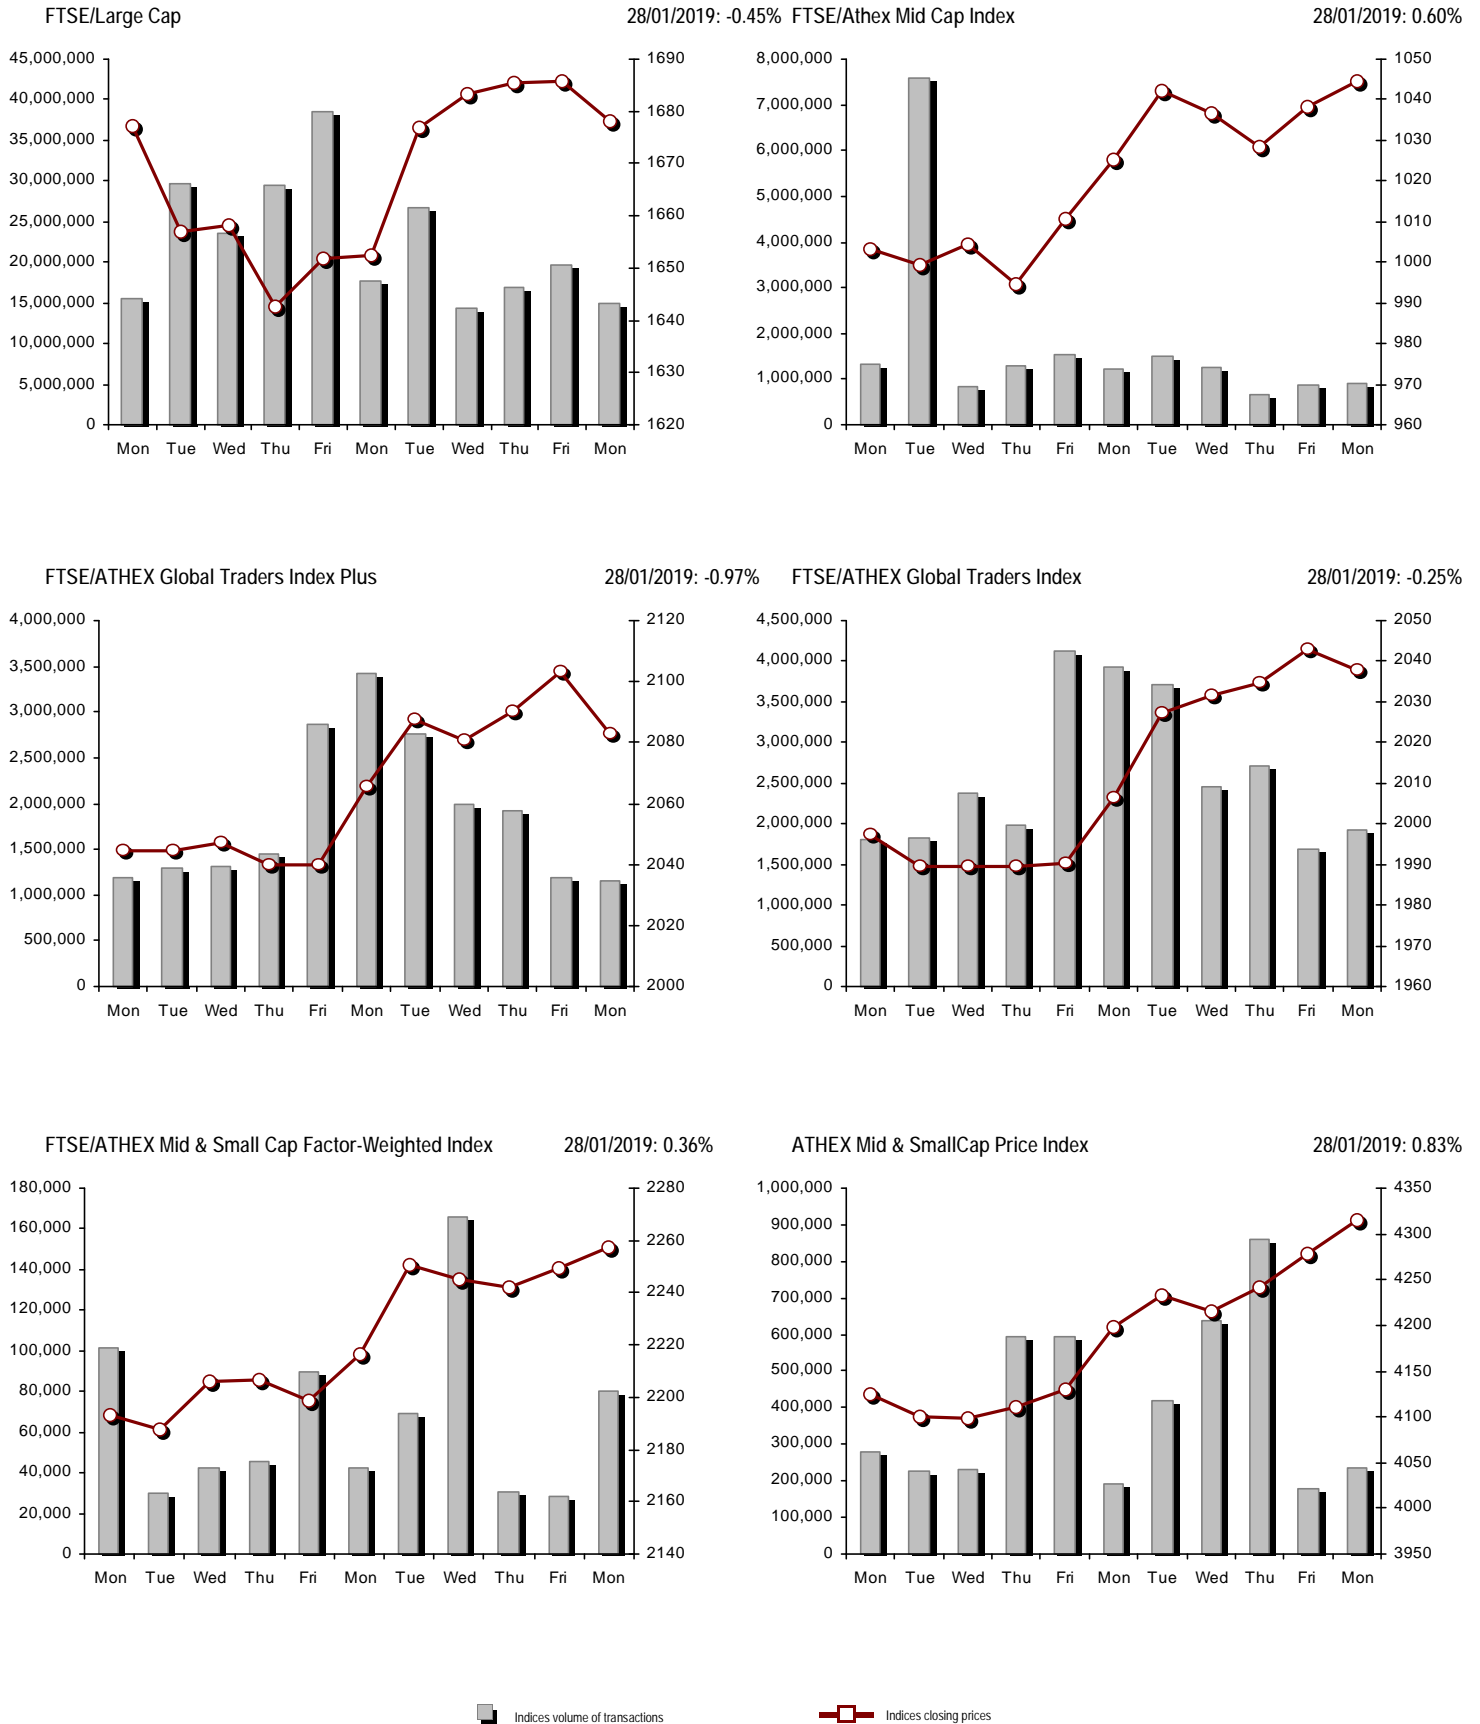 FTSE/Large Cap 28/01/2019: -0.45% FTSE/Athex Mid Cap Index 28/01/2019: 0.60%
45,000,000 1690 8,000,000 1050
40,000,000 1680 7,000,000 1040
35,000,000 1670 6,000,000 1030
30,000,000 1660 5,000,000 1020
25,000,000 1650 4,000,000 1010
20,000,000 1640 3,000,000 1000
15,000,000 1630 2,000,000 990
10,000,000 1620 1,000,000 980
5,000,000 0 970
0 960
Mon Tue Wed Thu Fri Mon Tue Wed Thu Fri Mon Mon Tue Wed Thu Fri Mon Tue Wed Thu Fri Mon
FTSE/ATHEX Global Traders Index Plus 28/01/2019: -0.97% FTSE/ATHEX Global Traders Index 28/01/2019: -0.25%
4,000,000 2120 4,500,000 2050
3,500,000 2100 4,000,000 2040
3,000,000 2080 3,500,000 2030
2,500,000 2060 3,000,000 2020
2,000,000 2040 2,500,000 2010
1,500,000 2020 2,000,000 2000
1,000,000 2000 1,500,000 1990
500,000 1,000,000 1980
0 500,000 1970
0 1960
Mon Tue Wed Thu Fri Mon Tue Wed Thu Fri Mon Mon Tue Wed Thu Fri Mon Tue Wed Thu Fri Mon
FTSE/ATHEX Mid & Small Cap Factor-Weighted Index 28/01/2019: 0.36% ATHEX Mid & SmallCap Price Index 28/01/2019: 0.83%
180,000 2280 1,000,000 4350
160,000 2260 900,000 4300
140,000 2240 800,000 4250
120,000 2220 700,000 4200
100,000 2200 600,000 4150
80,000 2180 500,000 4100
60,000 2160 400,000 4050
40,000 2140 300,000 4000
20,000 200,000 3950
0 100,000
0
Mon Tue Wed Thu Fri Mon Tue Wed Thu Fri Mon Mon Tue Wed Thu Fri Mon Tue Wed Thu Fri Mon
Indices volume of transactions Indices closing prices